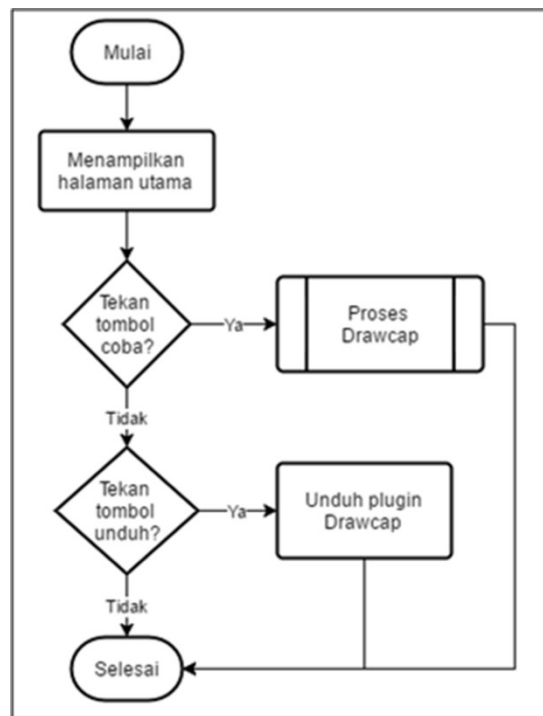 Mulai
Menampilkan
halaman utama
Tekan
tombol
coba?
Ya
Proses
Drawcap
Tidak
Tekan
tombol
unduh?
Ya
Unduh plugin
Drawcap
Tidak
Selesai